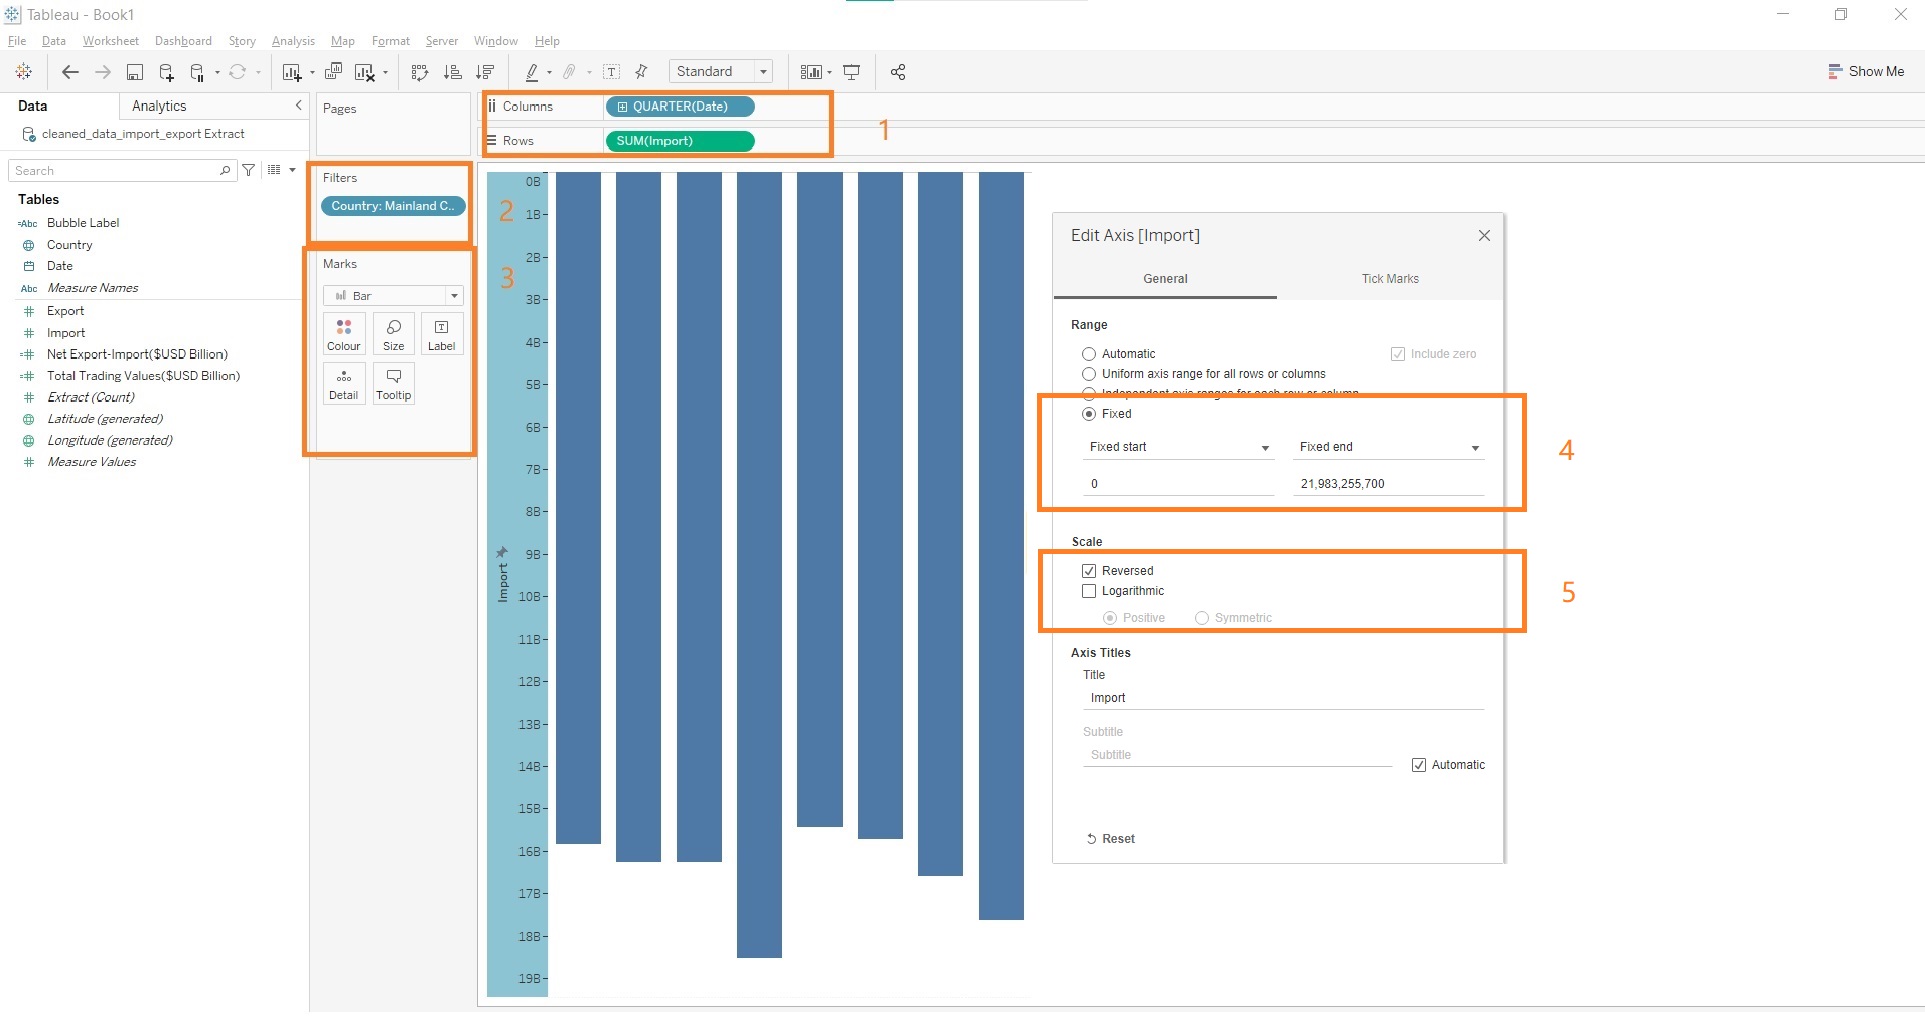 Tableau - Book1
File Data Worksheet Dashboard Story Analysis Map Format Server Window Help
Standard
Show Me
Data Analytics
cleaned_data_import_export Extract
Search
Tables
Abc Bubble Label
Country
Date
Abc Measure Names
Export
Import
Net Export-Import($USD Billion)
Total Trading Values($USD Billion)
Extract (Count)
Latitude (generated)
Longitude (generated)
Measure Values
Pages
Filters
Country: Mainland C..
Marks
Bar
Colour Size Label
Detail Tooltip
Columns QUARTER(Date)
Rows SUM(Import)
1
2
3
Import
0B
1B
2B
3B
4B
5B
6B
7B
8B
9B
10B
11B
12B
13B
14B
15B
16B
17B
18B
19B
Edit Axis [Import]
General Tick Marks
Range
Automatic Include zero
Uniform axis range for all rows or columns
Independent axis ranges for each row or column
Fixed
Fixed start Fixed end
0 21,983,255,700
4
Scale
Reversed
Logarithmic
Positive Symmetric
5
Axis Titles
Title
Import
Subtitle
Subtitle
Automatic
Reset